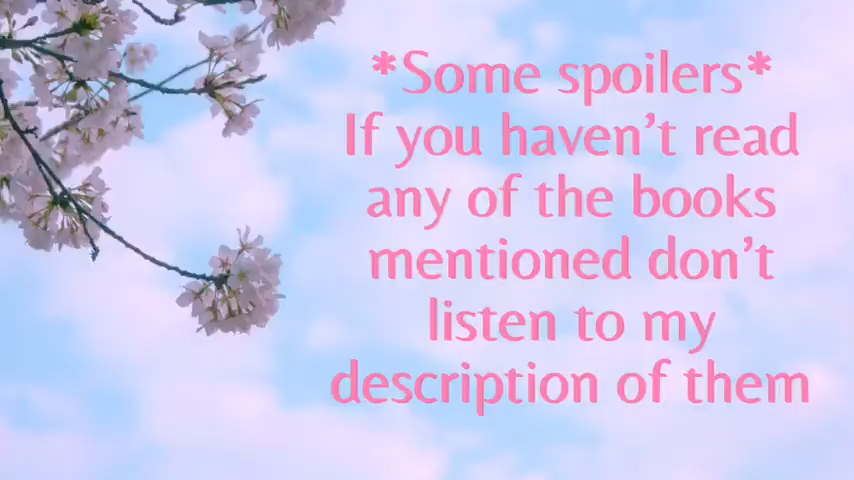 *Some spoilers*
If you haven't read
any of the books
mentioned don't
listen to my
description of them